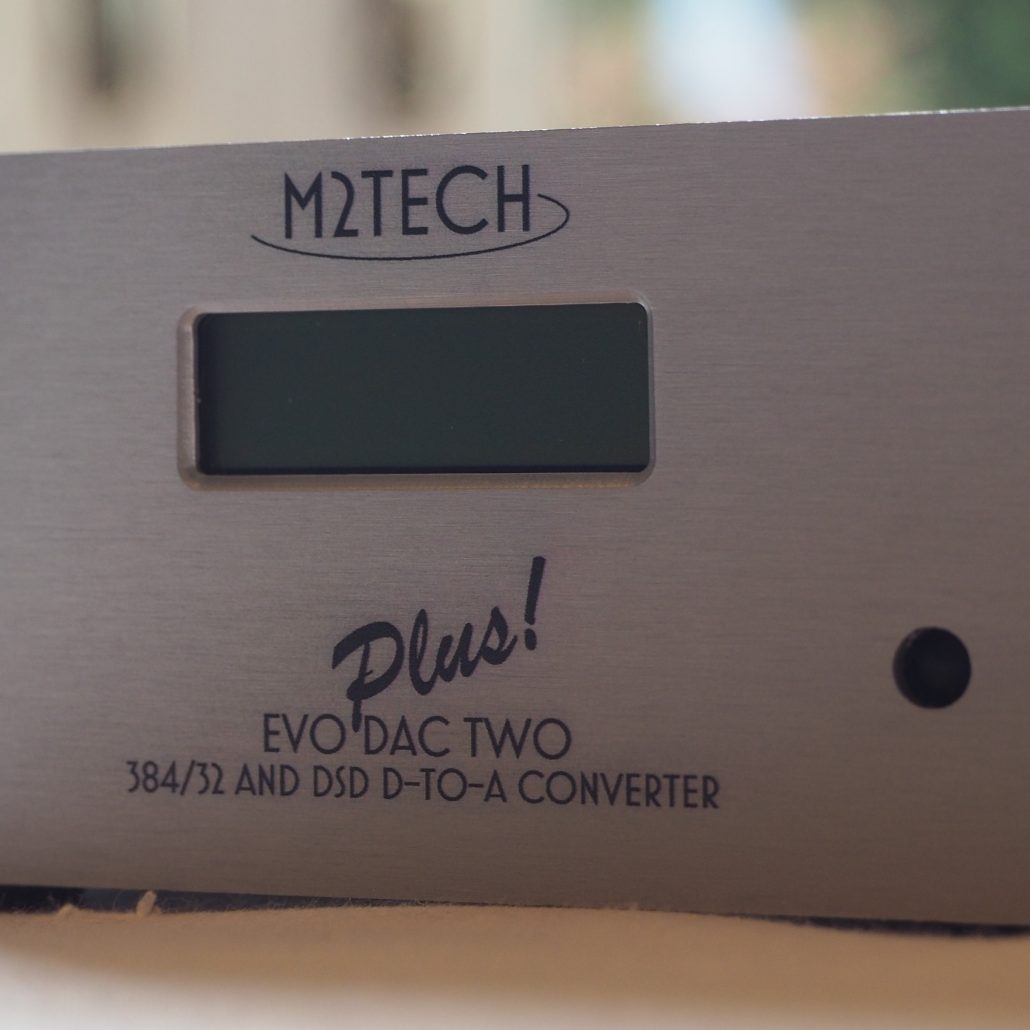 M2TECH
Plus!
EVO DAC TWO
384/32 AND DSD D-TO-A CONVERTER